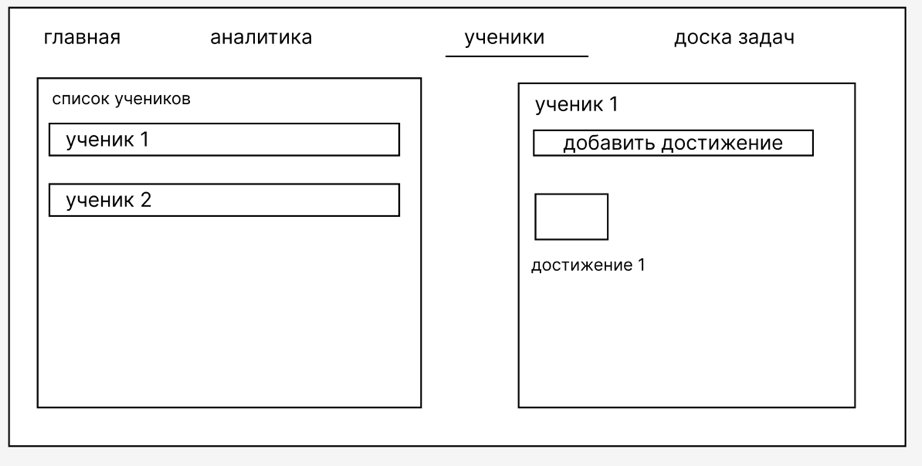 главная
аналитика
ученики
доска задач
список учеников
ученик 1
ученик 2
ученик 1
добавить достижение
достижение 1